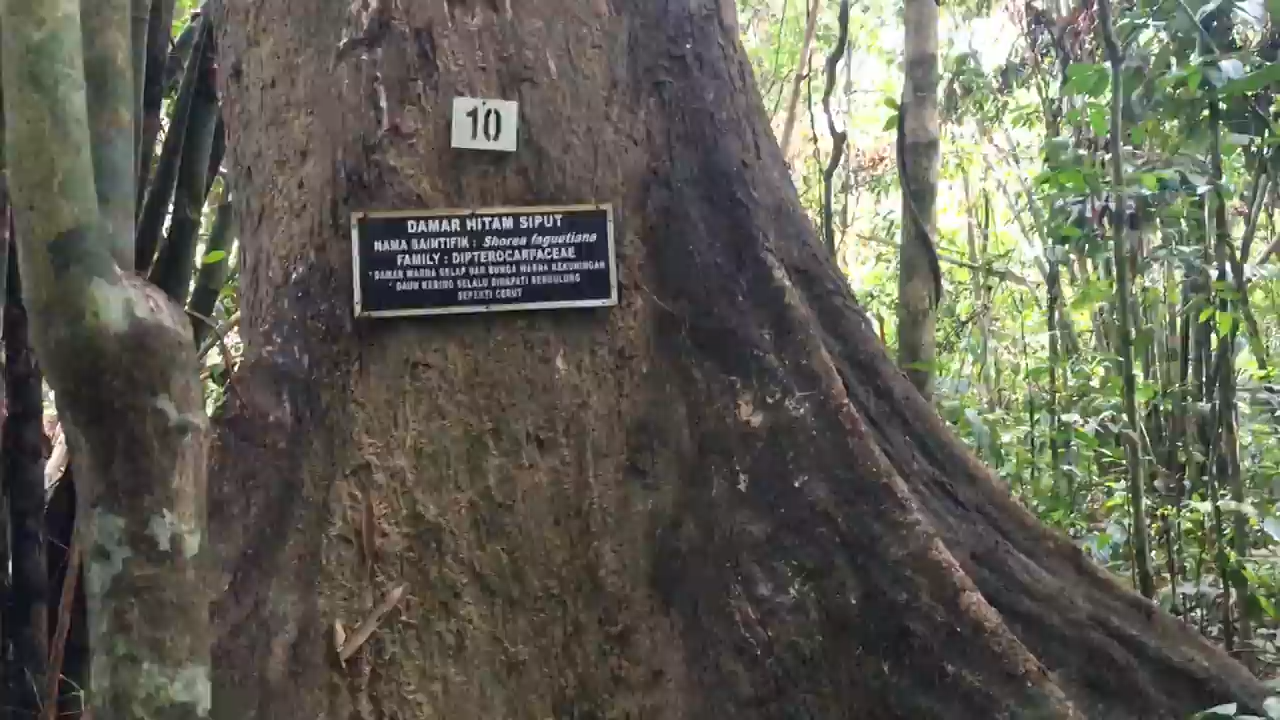 10
DAMAR HITAM SIPUT
NAMA SAINTIFIK : Shorea faguetiana
FAMILY : DIPTEROCARPACEAE
* DAMAR WARNA GELAP DAN BUNGA WARNA KEKUNINGAN
* DAUN KERING SELALU DIDAPATI BERGULUNG
SEPERTI CERUT